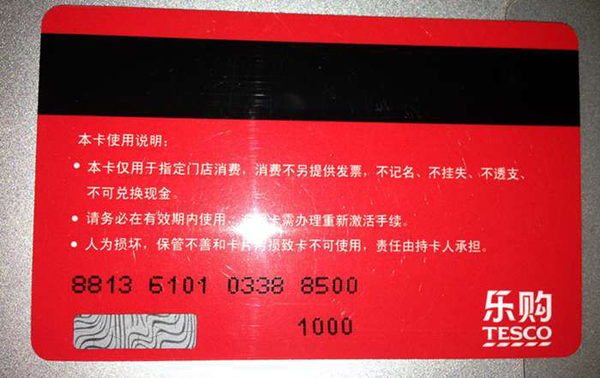 本卡使用说明:
• 本卡仅用于指定门店消费，消费不另提供发票，不记名、不挂失、不透支、
不可兑换现金。
• 请务必在有效期内使用，卡需办理重新激活手续。
• 人为损坏，保管不善和卡片污损致卡不可使用，责任由持卡人承担。
8813 6101 0338 8500
1000
乐购
TESCO